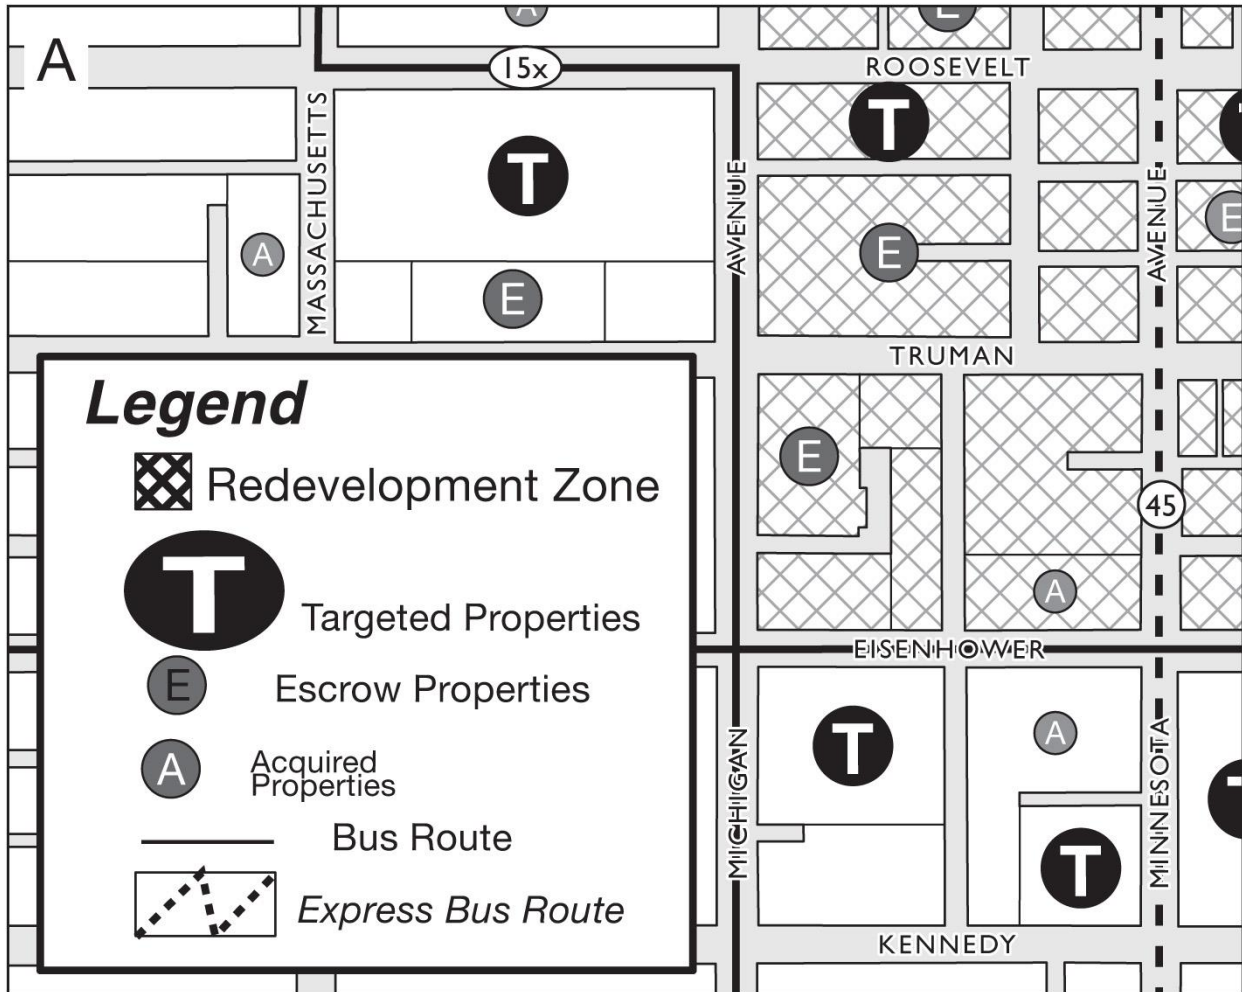 A
A
E
15x
ROOSEVELT
T
T
T
MASSACHUSETTS
AVENUE
AVENUE
A
E
E
E
TRUMAN
Legend
Redevelopment Zone
T
Targeted Properties
E
Escrow Properties
A
Acquired
Properties
Bus Route
Express Bus Route
E
45
A
EISENHOWER
T
A
MICHIGAN
MINNESOTA
T
T
KENNEDY